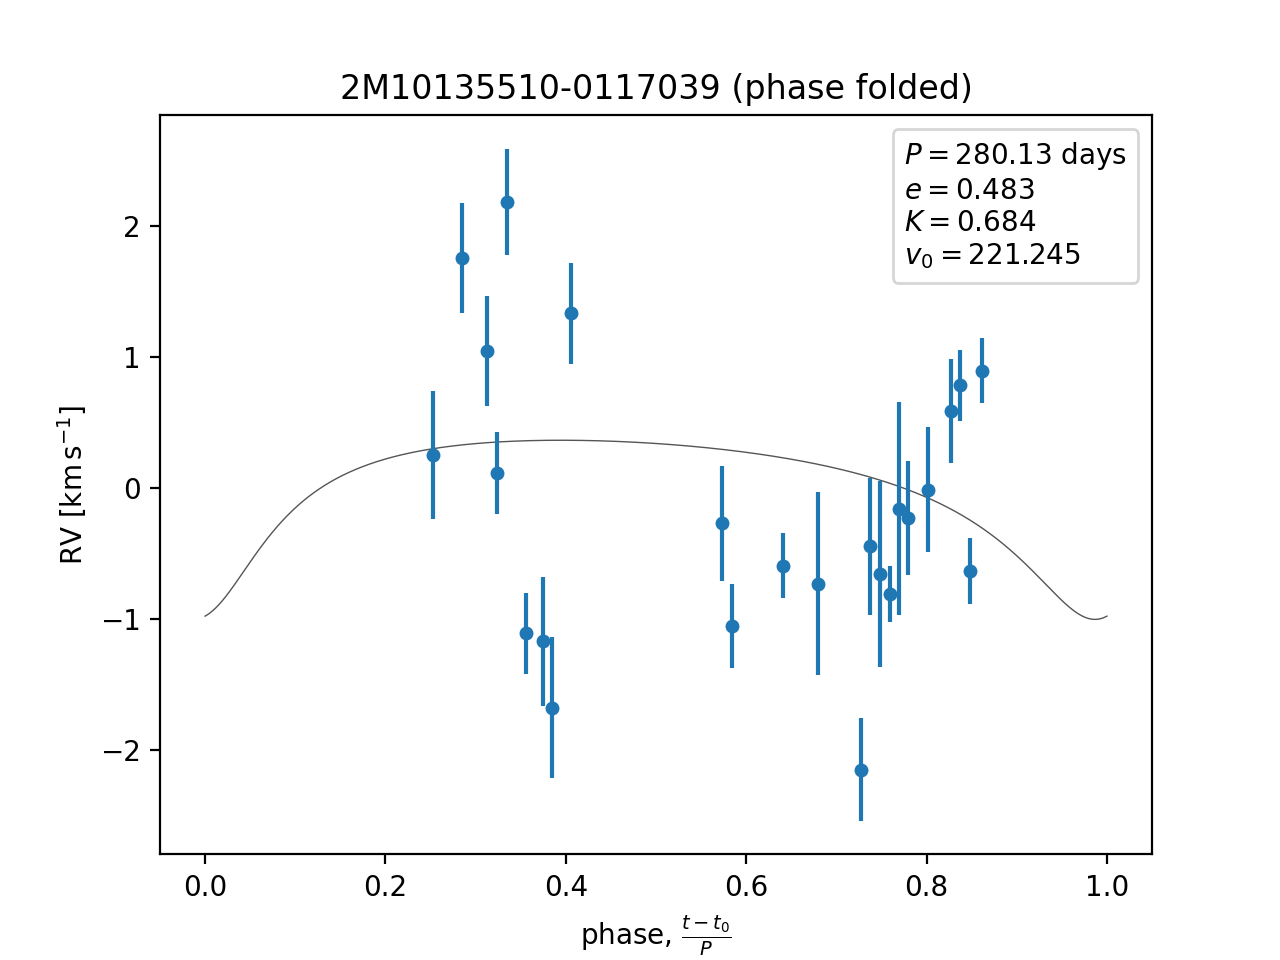 2M10135510-0117039 (phase folded)
P = 280.13 days
e = 0.483
K = 0.684
v₀ = 221.245
RV [km s⁻¹]
2
1
0
−1
−2
0.0 0.2 0.4 0.6 0.8 1.0
phase, (t − t₀)/P